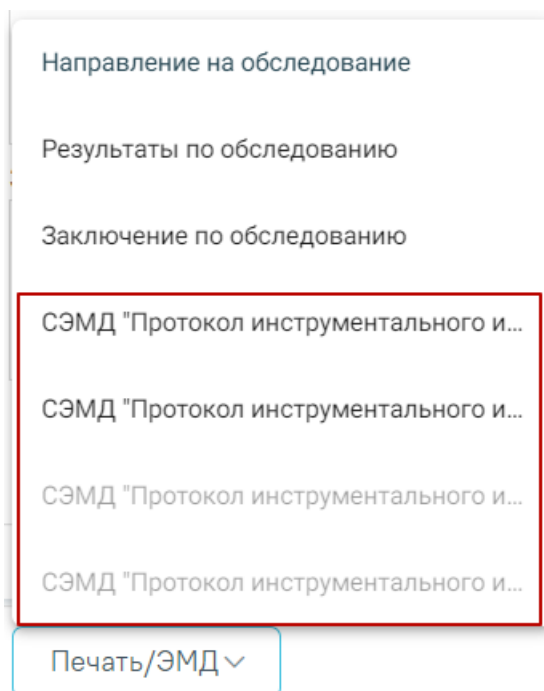 Направление на обследование
Результаты по обследованию
Заключение по обследованию
СЭМД "Протокол инструментального и...
СЭМД "Протокол инструментального и...
СЭМД "Протокол инструментального и...
СЭМД "Протокол инструментального и...
Печать/ЭМД